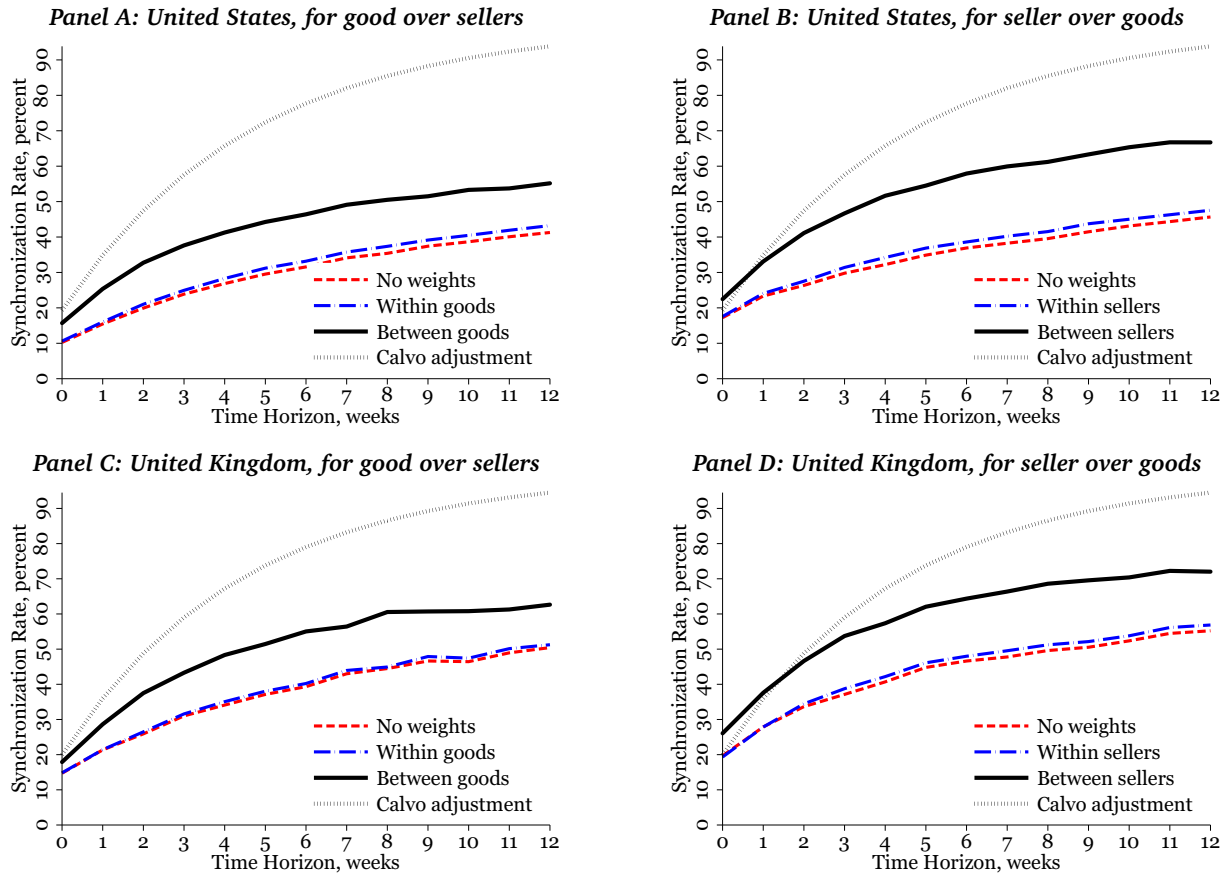 Panel A: United States, for good over sellers
Synchronization Rate, percent
0 10 20 30 40 50 60 70 80 90
No weights
Within goods
Between goods
Calvo adjustment
0 1 2 3 4 5 6 7 8 9 10 11 12
Time Horizon, weeks
Panel B: United States, for seller over goods
Synchronization Rate, percent
0 10 20 30 40 50 60 70 80 90
No weights
Within sellers
Between sellers
Calvo adjustment
0 1 2 3 4 5 6 7 8 9 10 11 12
Time Horizon, weeks
Panel C: United Kingdom, for good over sellers
Synchronization Rate, percent
0 10 20 30 40 50 60 70 80 90
No weights
Within goods
Between goods
Calvo adjustment
0 1 2 3 4 5 6 7 8 9 10 11 12
Time Horizon, weeks
Panel D: United Kingdom, for seller over goods
Synchronization Rate, percent
0 10 20 30 40 50 60 70 80 90
No weights
Within sellers
Between sellers
Calvo adjustment
0 1 2 3 4 5 6 7 8 9 10 11 12
Time Horizon, weeks